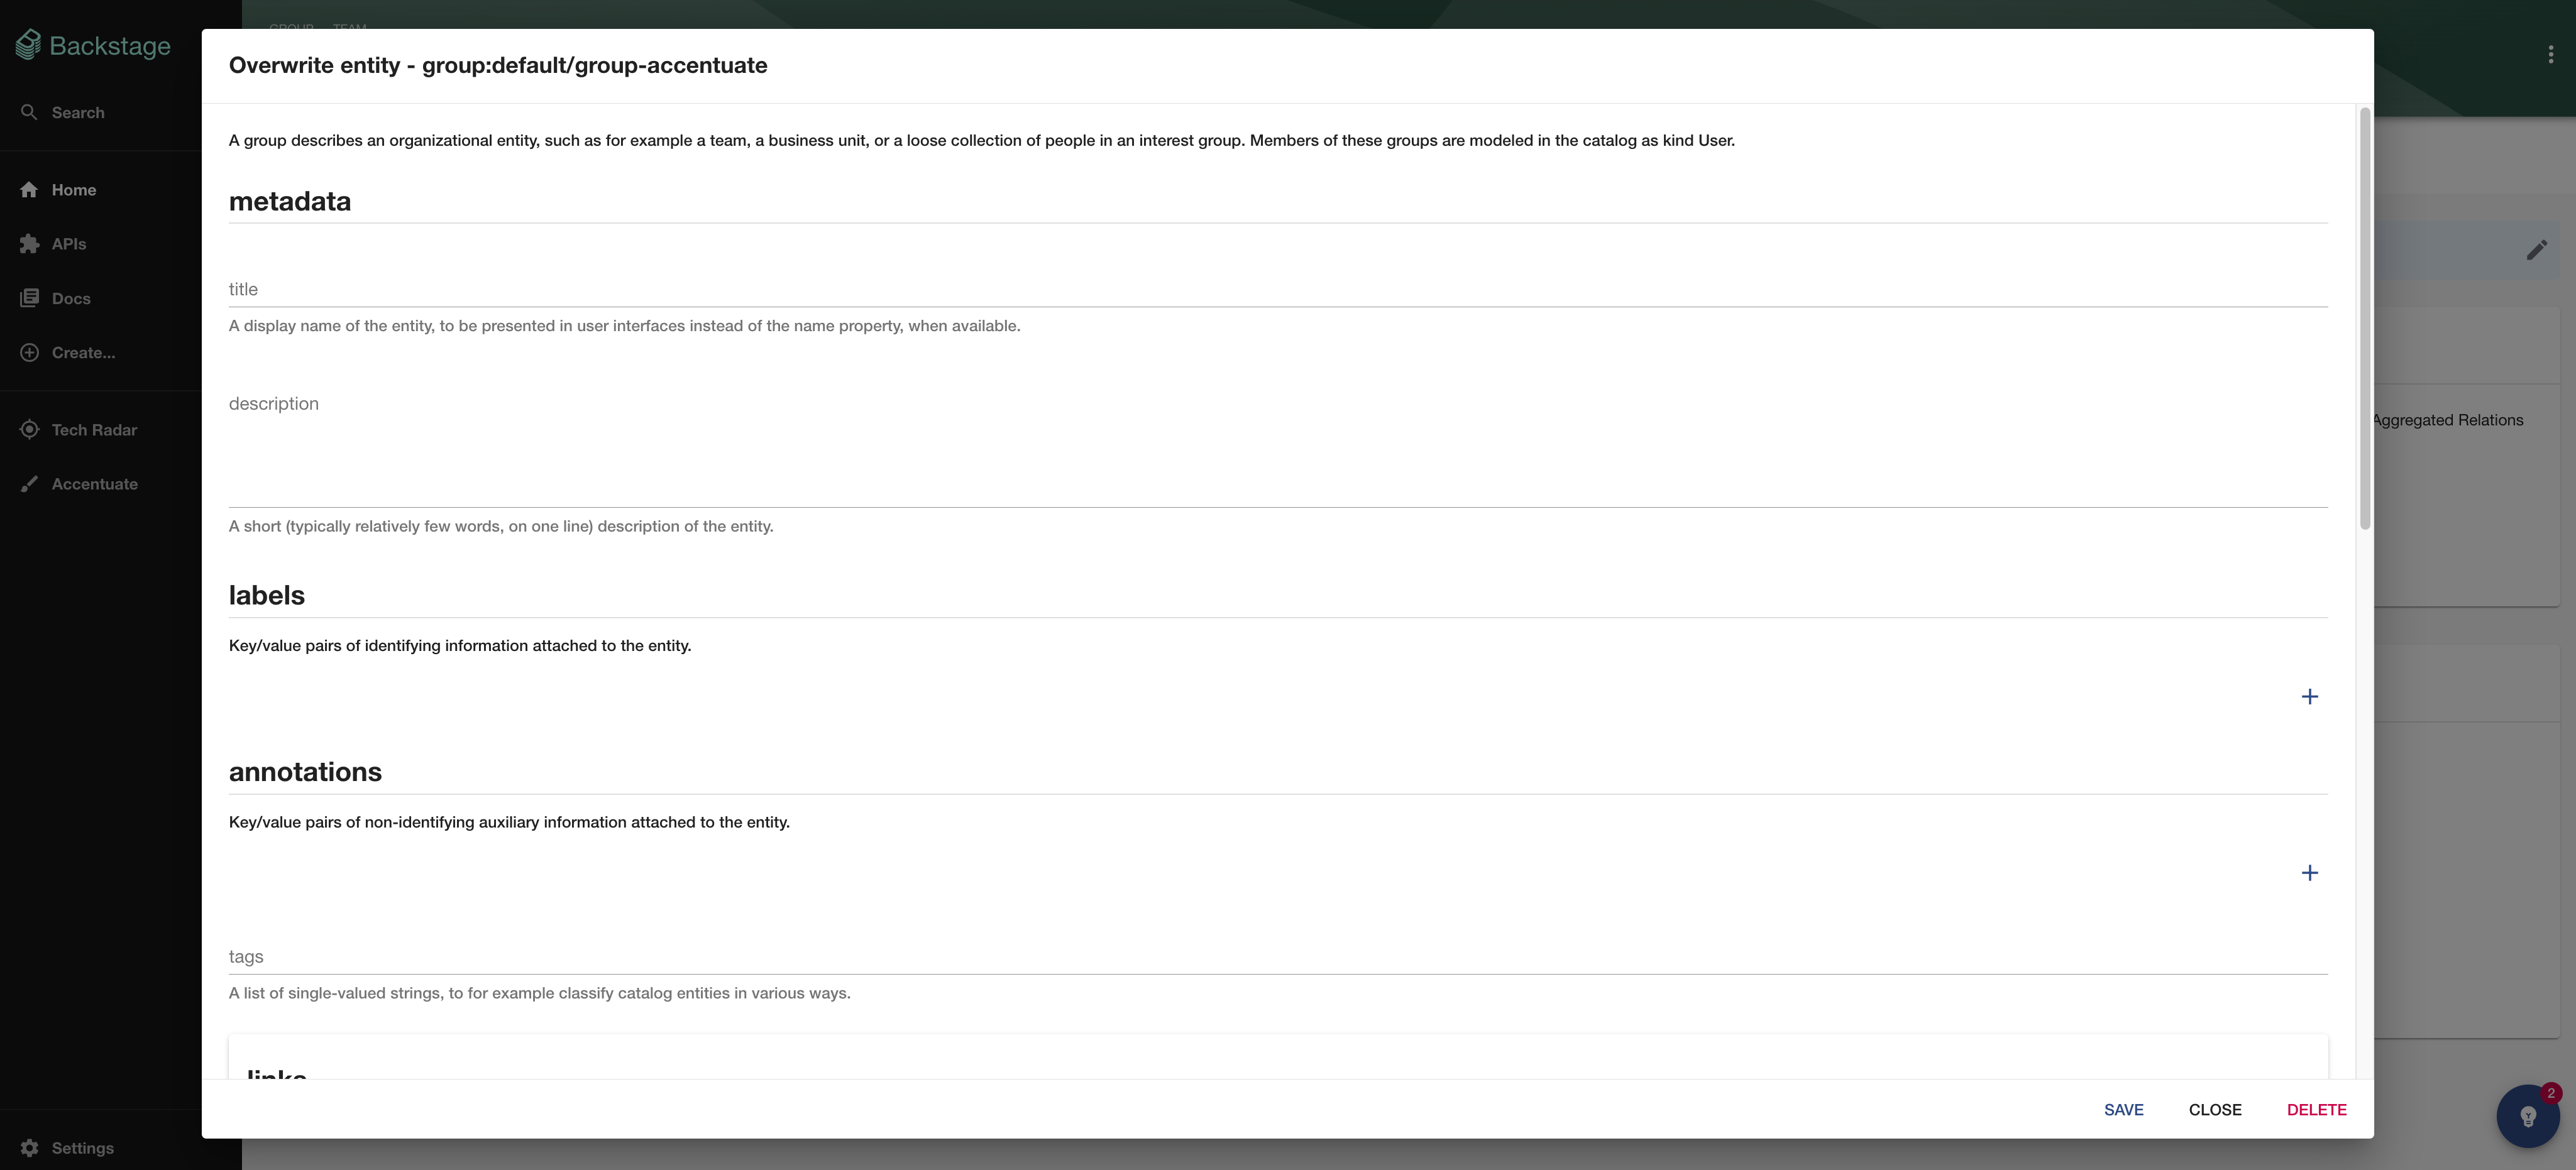 Backstage
Search
Home
APIs
Docs
Create...
Tech Radar
Accentuate
Settings
GROUP TEAM
Overwrite entity - group:default/group-accentuate
A group describes an organizational entity, such as for example a team, a business unit, or a loose collection of people in an interest group. Members of these groups are modeled in the catalog as kind User.
metadata
title
A display name of the entity, to be presented in user interfaces instead of the name property, when available.
description
A short (typically relatively few words, on one line) description of the entity.
labels
Key/value pairs of identifying information attached to the entity.
annotations
Key/value pairs of non-identifying auxiliary information attached to the entity.
tags
A list of single-valued strings, to for example classify catalog entities in various ways.
links
SAVE CLOSE DELETE
Aggregated Relations
2